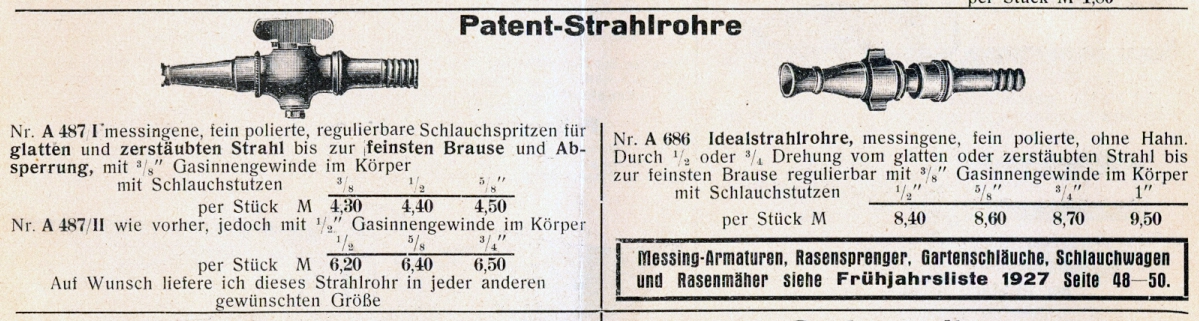 per Stück M 1,80
Patent-Strahlrohre
Nr. A 487 I messingene, fein polierte, regulierbare Schlauchspritzen für
glatten und zerstäubten Strahl bis zur feinsten Brause und Ab-
sperrung, mit 3/8" Gasinnengewinde im Körper
mit Schlauchstutzen 3/8 1/2 5/8"
per Stück M 4,30 4,40 4,50
Nr. A 487/II wie vorher, jedoch mit 1/2" Gasinnengewinde im Körper
1/2 5/8 3/4"
per Stück M 6,20 6,40 6,50
Auf Wunsch liefere ich dieses Strahlrohr in jeder anderen
gewünschten Größe
Nr. A 686 Idealstrahlrohre, messingene, fein polierte, ohne Hahn.
Durch 1/2 oder 3/4 Drehung vom glatten oder zerstäubten Strahl bis
zur feinsten Brause regulierbar mit 3/8" Gasinnengewinde im Körper
mit Schlauchstutzen 1/2" 5/8" 3/4" 1"
per Stück M 8,40 8,60 8,70 9,50
Messing-Armaturen, Rasensprenger, Gartenschläuche, Schlauchwagen
und Rasenmäher siehe Frühjahrsliste 1927 Seite 48—50.